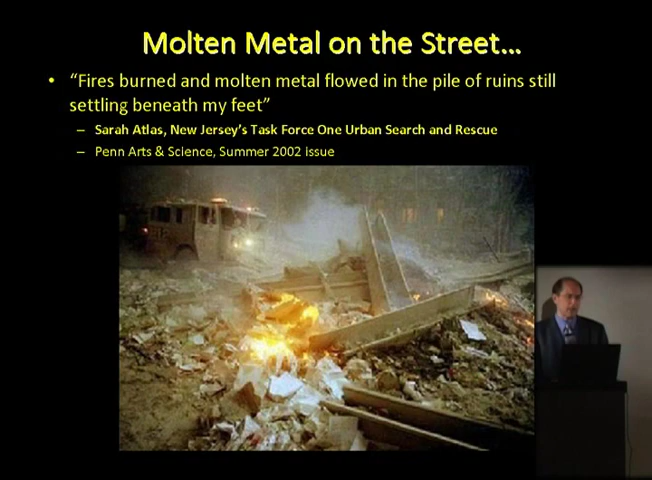 Molten Metal on the Street...
• “Fires burned and molten metal flowed in the pile of ruins still
settling beneath my feet”
– Sarah Atlas, New Jersey’s Task Force One Urban Search and Rescue
– Penn Arts & Science, Summer 2002 issue